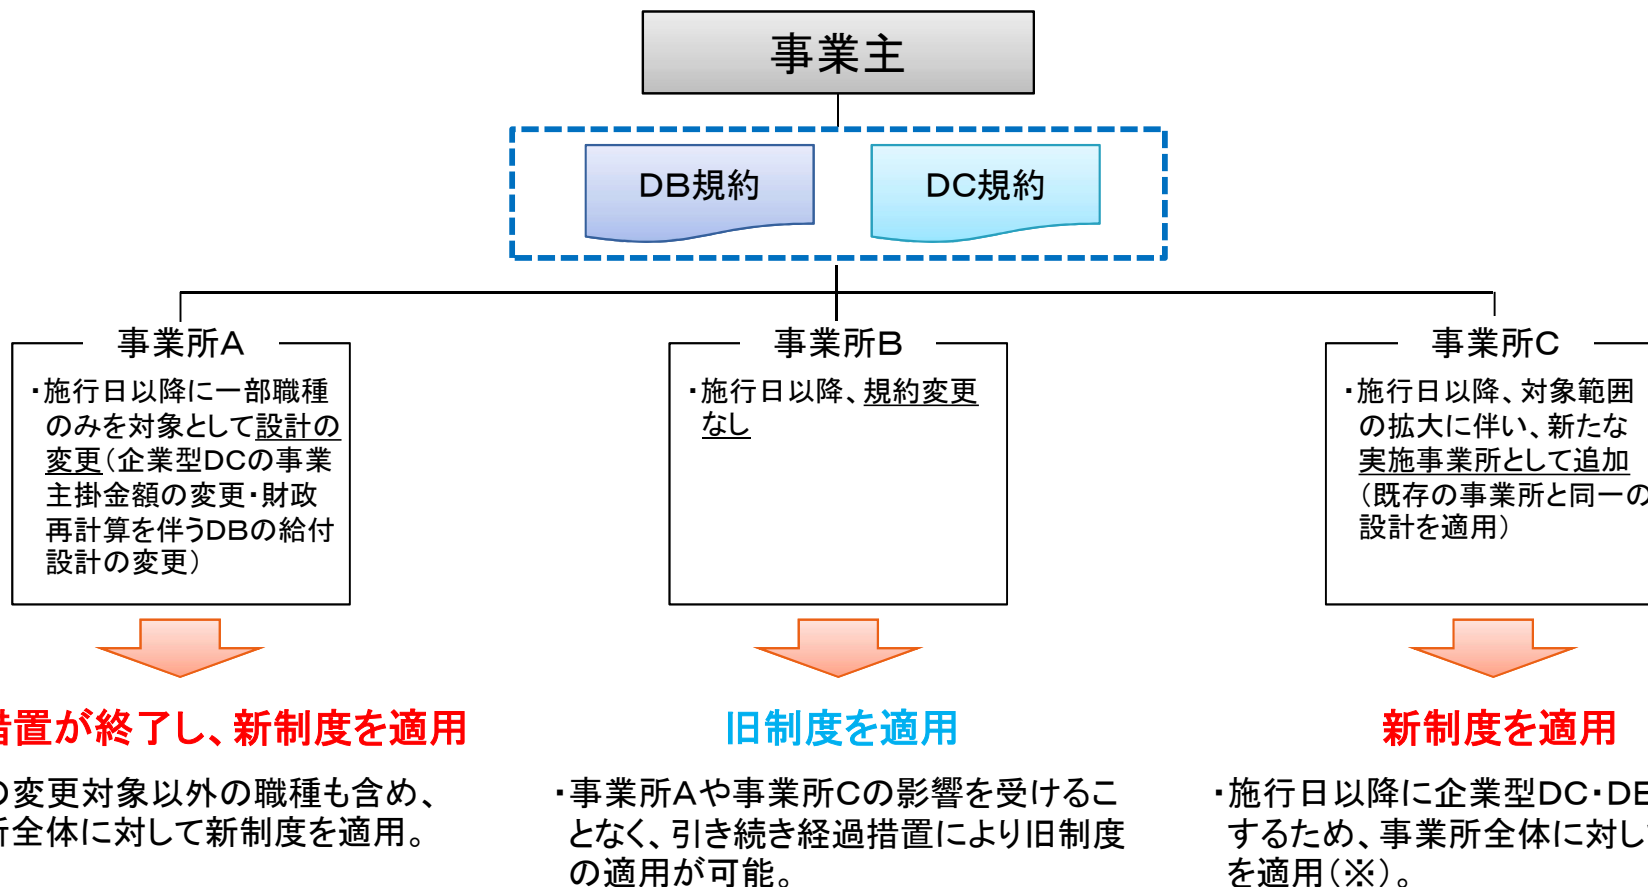 事業主
DB規約
DC規約
事業所A
・施行日以降に一部職種
のみを対象として設計の
変更(企業型DCの事業
主掛金額の変更・財政
再計算を伴うDBの給付
設計の変更)
措置が終了し、新制度を適用
の変更対象以外の職種も含め、
所全体に対して新制度を適用。
事業所B
・施行日以降、規約変更
なし
旧制度を適用
・事業所Aや事業所Cの影響を受けるこ
となく、引き続き経過措置により旧制度
の適用が可能。
事業所C
・施行日以降、対象範囲
の拡大に伴い、新たな
実施事業所として追加
(既存の事業所と同一の
設計を適用)
新制度を適用
・施行日以降に企業型DC・DB
するため、事業所全体に対し
を適用(※)。